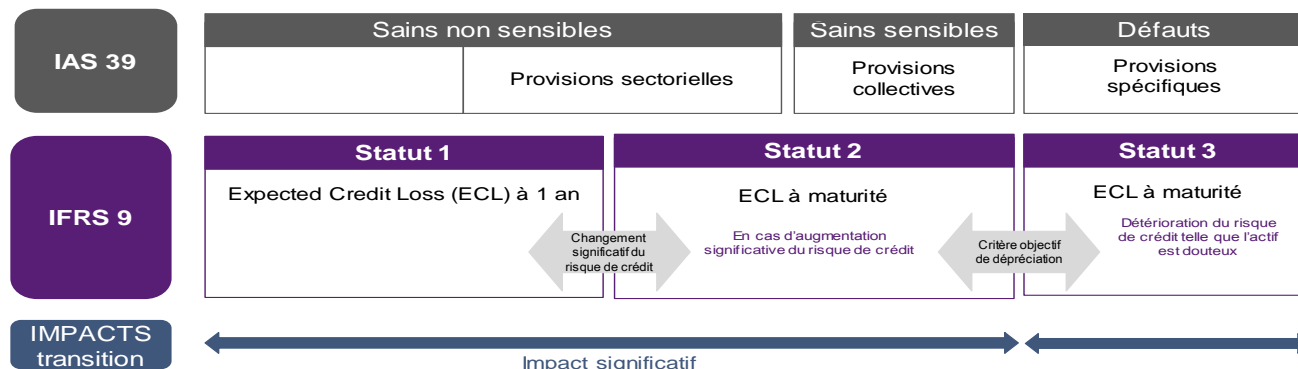 IAS 39
Sains non sensibles
Sains sensibles
Défauts
Provisions sectorielles
Provisions
collectives
Provisions
spécifiques
IFRS 9
Statut 1
Statut 2
Statut 3
Expected Credit Loss (ECL) à 1 an
ECL à maturité
ECL à maturité
Changement
significatif du
risque de crédit
En cas d'augmentation
significative du risque de crédit
Critère objectif
de dépréciation
Détérioration du risque
de crédit telle que l'actif
est douteux
IMPACTS
transition
Impact significatif